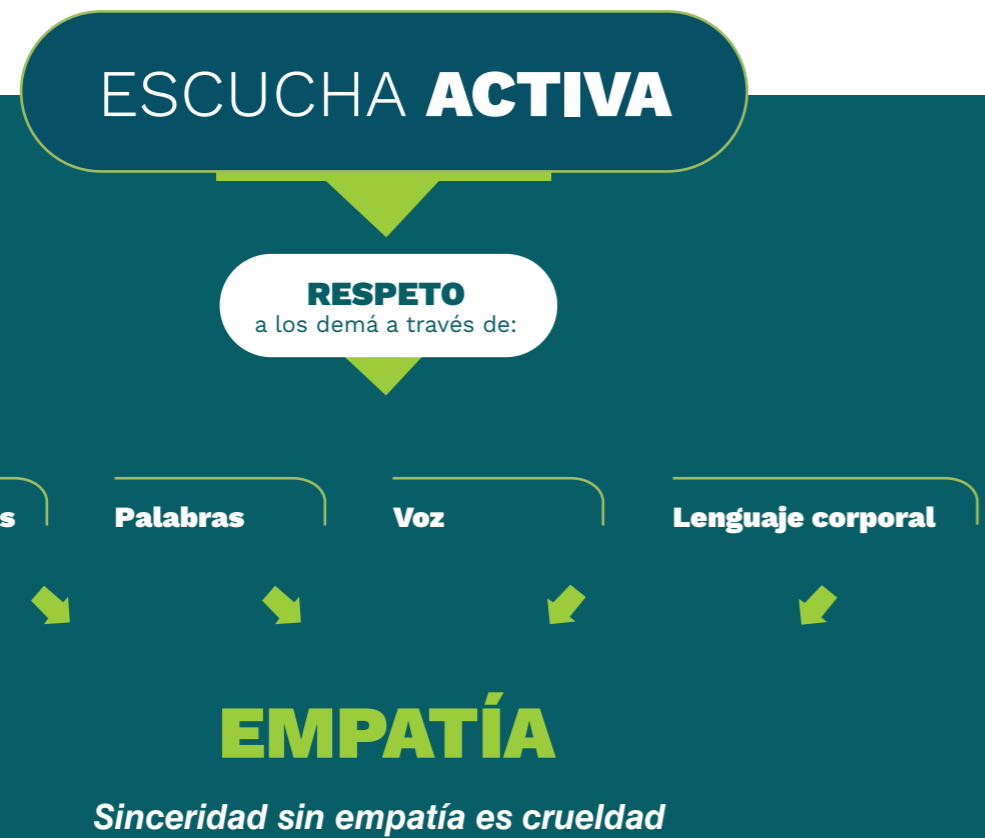 ESCUCHA ACTIVA
RESPETO
a los demá a través de:
s Palabras Voz Lenguaje corporal
EMPATÍA
Sinceridad sin empatía es crueldad